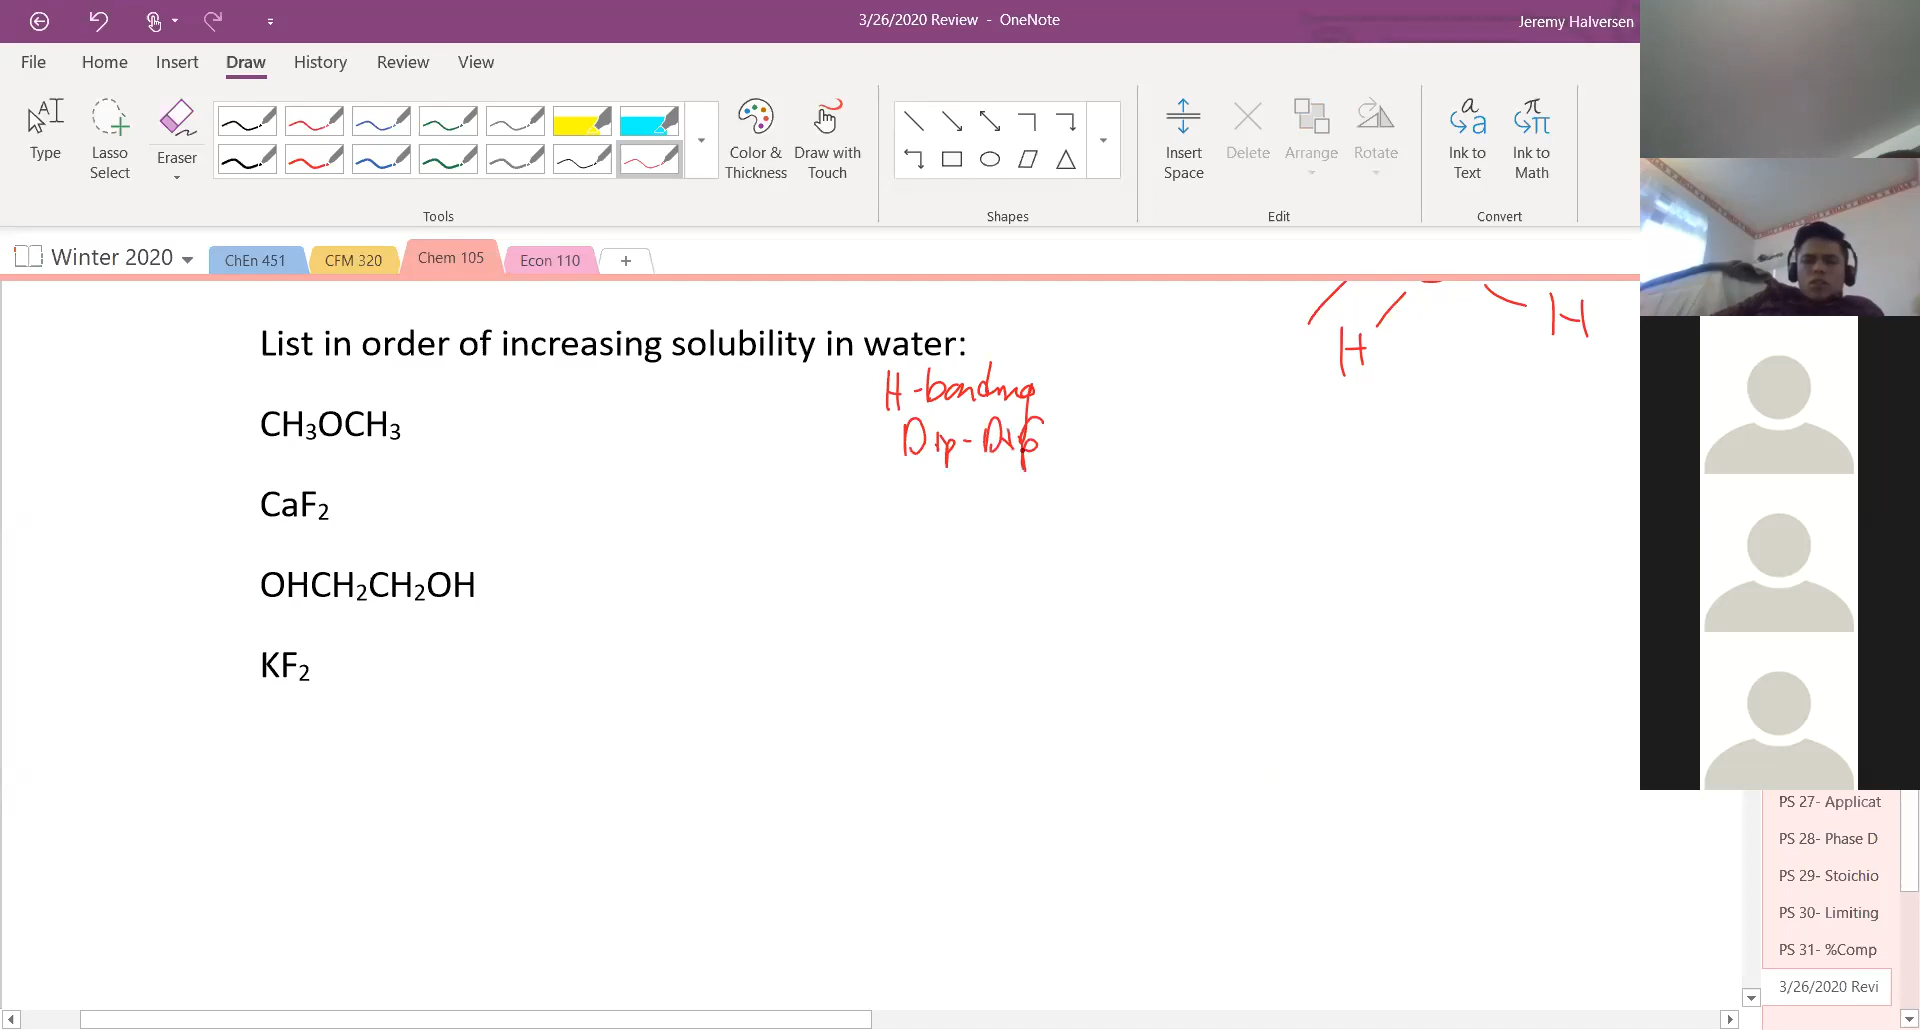 3/26/2020 Review - OneNote
Jeremy Halversen
File Home Insert Draw History Review View
Type
Lasso Select
Eraser
Color & Thickness
Draw with Touch
Insert Space
Delete
Arrange
Rotate
Ink to Text
Ink to Math
Tools
Shapes
Edit
Convert
Winter 2020
ChEn 451
CFM 320
Chem 105
Econ 110
H
H
List in order of increasing solubility in water:
H-bonding
Dip-Dip
CH₃OCH₃
CaF₂
OHCH₂CH₂OH
KF₂
PS 27- Applicat
PS 28- Phase D
PS 29- Stoichio
PS 30- Limiting
PS 31- %Comp
3/26/2020 Revi